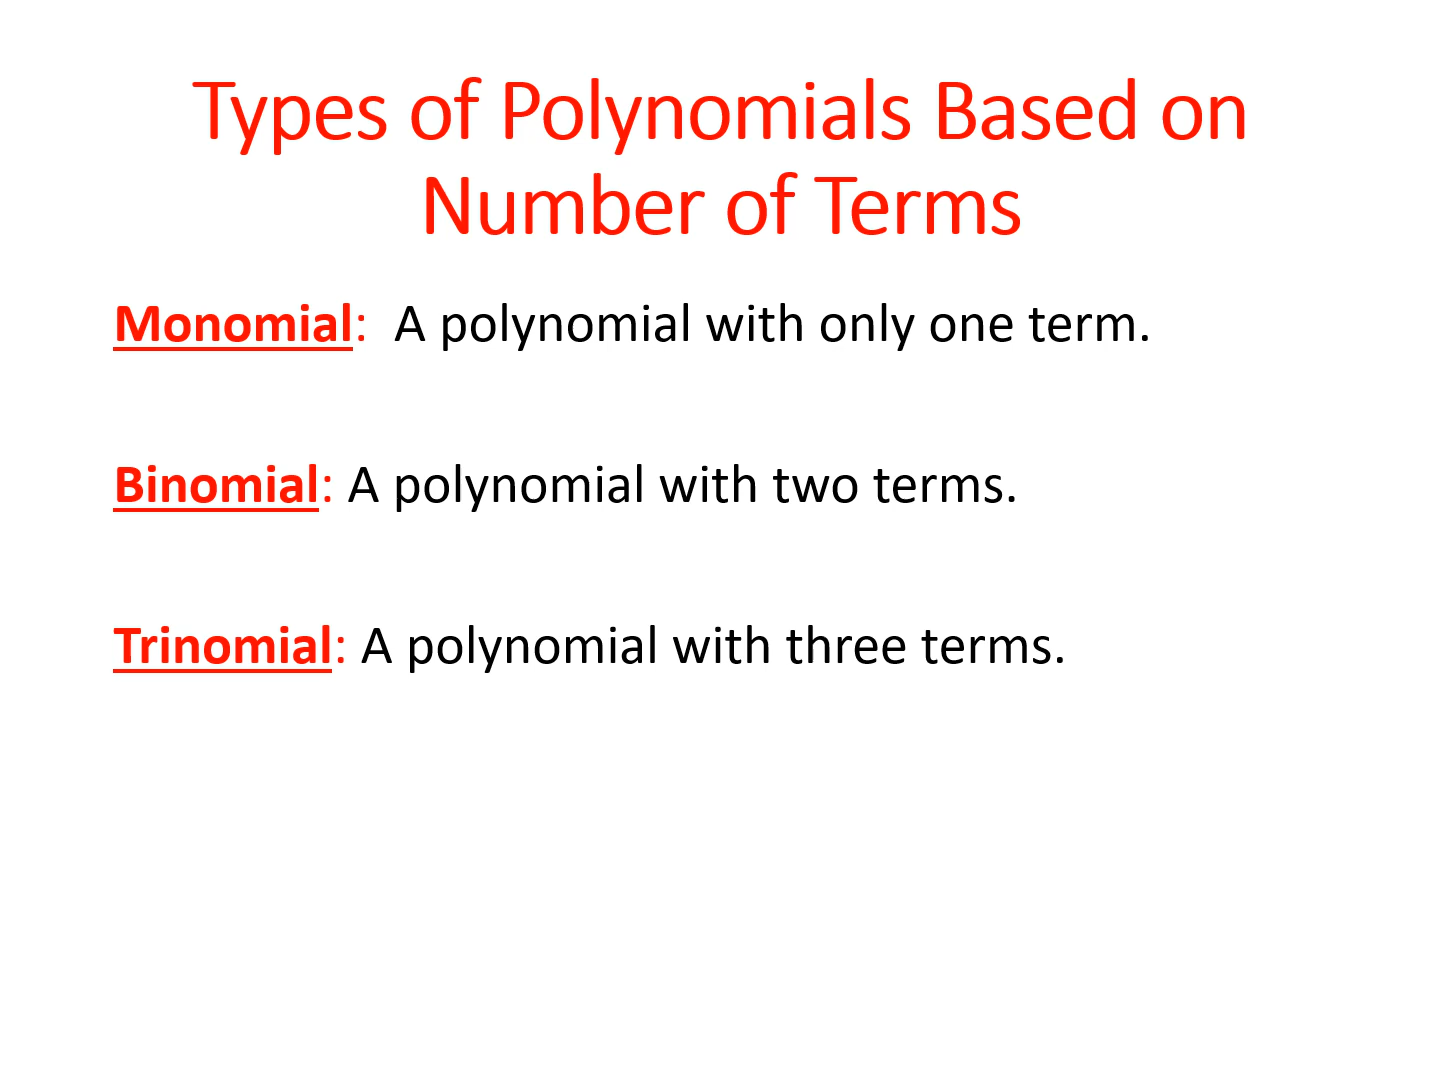 Types of Polynomials Based on
Number of Terms
Monomial:  A polynomial with only one term.
Binomial: A polynomial with two terms.
Trinomial: A polynomial with three terms.